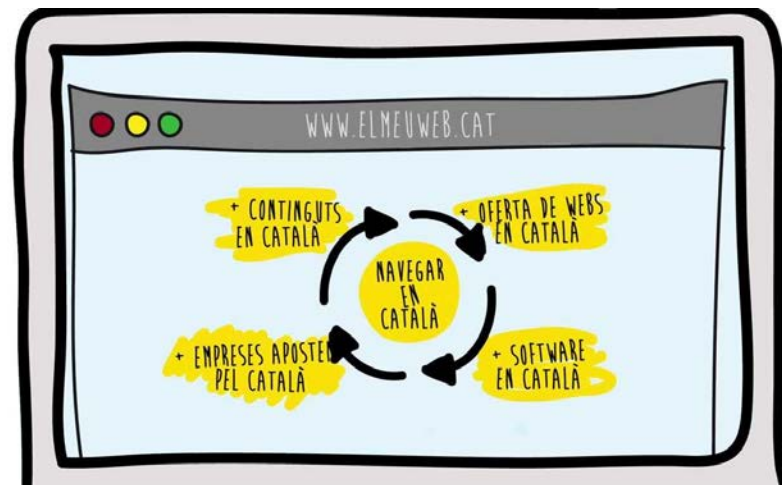 WWW.ELMEUWEB.CAT
+ CONTINGUTS
EN CATALÀ
+ OFERTA DE WEBS
EN CATALÀ
NAVEGAR
EN
CATALÀ
+ EMPRESES
PEL CATALÀ
+ SOFTWARE
EN CATALÀ